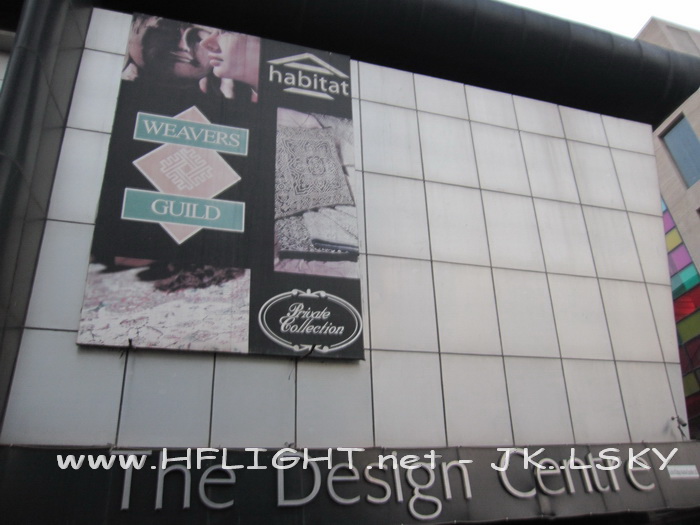 habitat
WEAVERS
GUILD
Private
Collection
www.HFLIGHT.net - JK..LSKY
The Design Centre